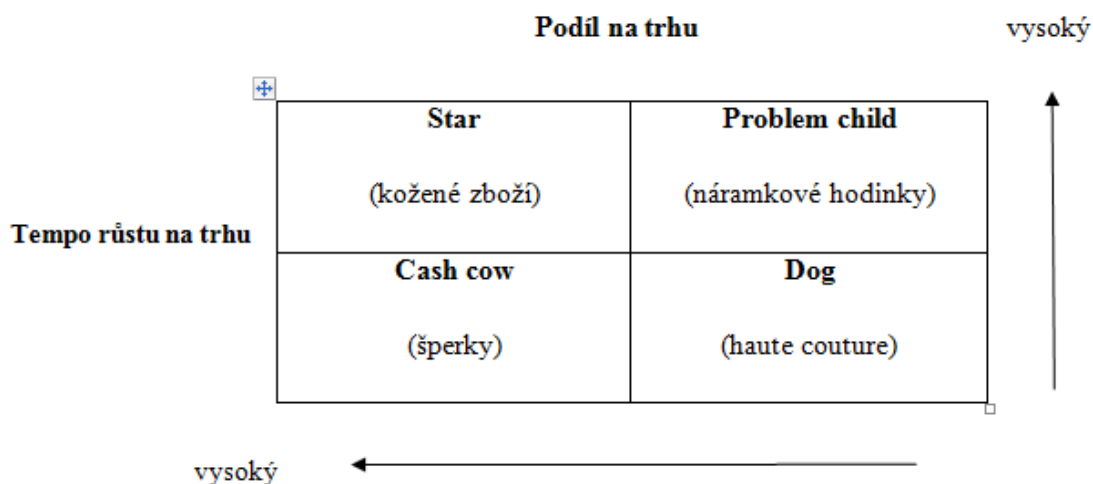 Podíl na trhu
vysoký
Star
Problem child
(kožené zboží)
(náramkové hodinky)
Tempo růstu na trhu
Cash cow
Dog
(šperky)
(haute couture)
vysoký